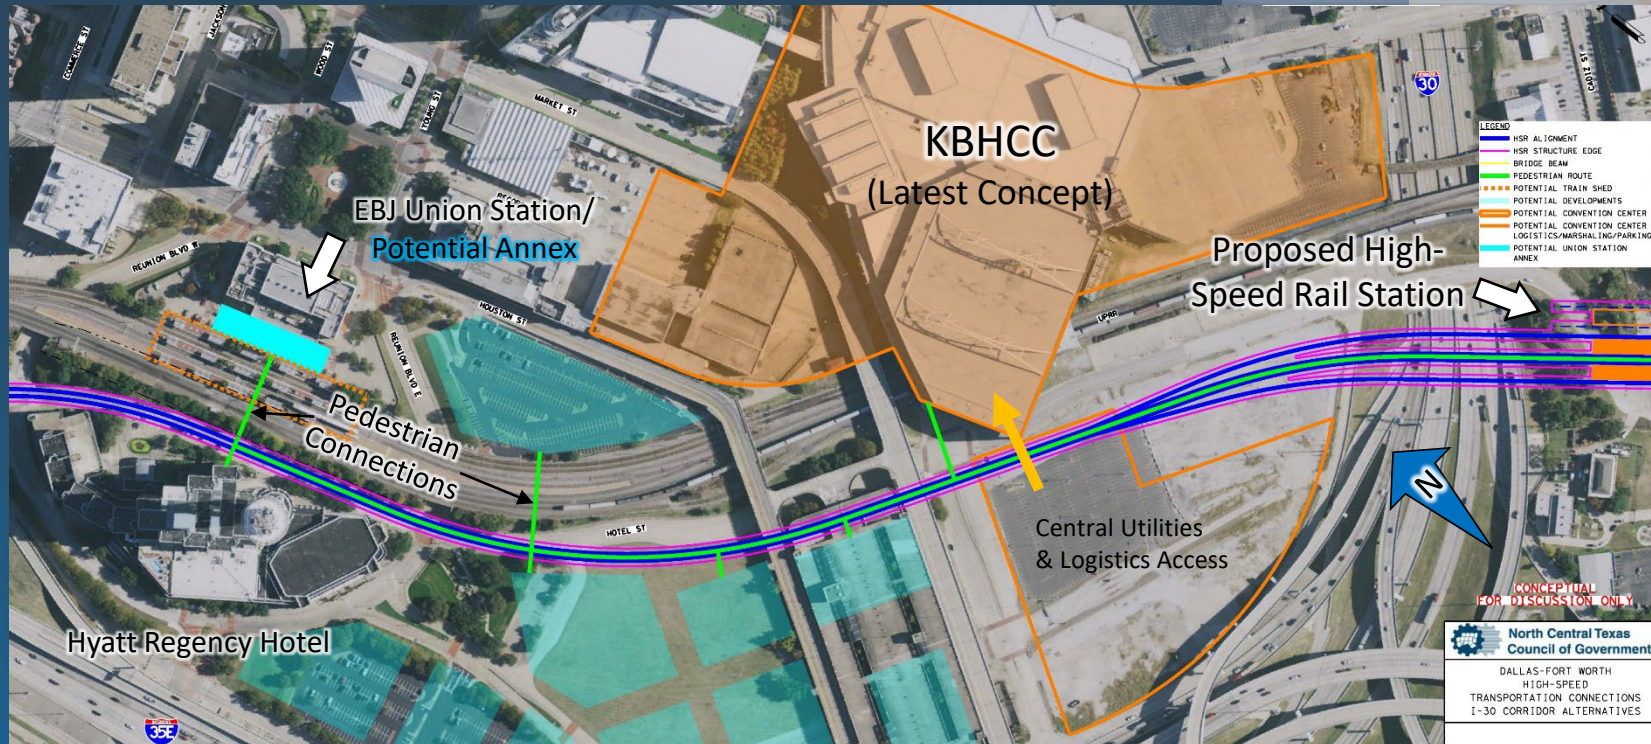 COMMERCE ST
JACKSON
WOOD ST
YOUNG ST
MARKET ST
CADIZ ST
30
KBHCC
(Latest Concept)
LEGEND
HSR ALIGNMENT
HSR STRUCTURE EDGE
BRIDGE BEAM
PEDESTRIAN ROUTE
POTENTIAL TRAIN SHED
POTENTIAL DEVELOPMENTS
POTENTIAL CONVENTION CENTER
POTENTIAL CONVENTION CENTER
LOGISTICS/MARSHALING/PARKING
POTENTIAL UNION STATION
ANNEX
EBJ Union Station/
Potential Annex
REUNION BLVD W
HOUSTON ST
REUNION BLVD E
UPRR
Proposed High-
Speed Rail Station
Pedestrian
Connections
HOTEL ST
Central Utilities
& Logistics Access
N
Hyatt Regency Hotel
35E
CONCEPTUAL
FOR DISCUSSION ONLY
North Central Texas
Council of Government
DALLAS-FORT WORTH
HIGH-SPEED
TRANSPORTATION CONNECTIONS
I-30 CORRIDOR ALTERNATIVES